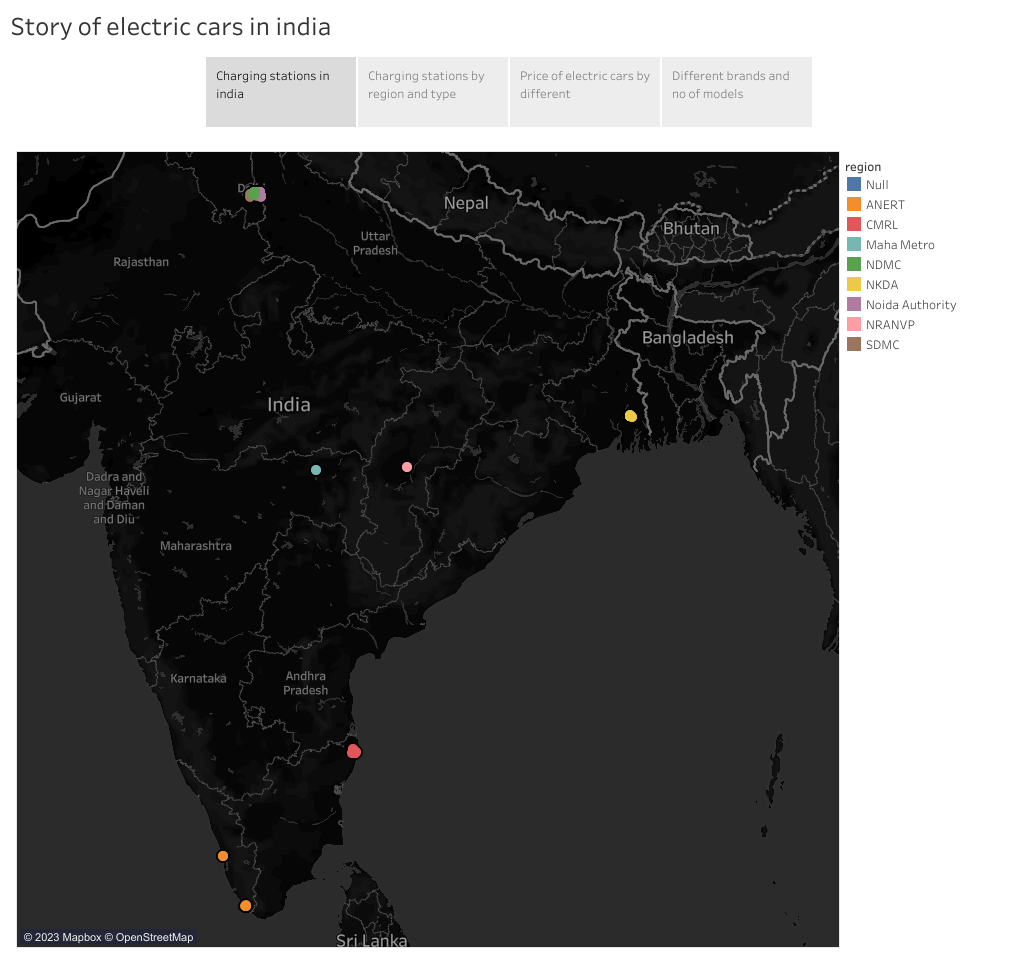 Story of electric cars in india
Charging stations in
india
Charging stations by
region and type
Price of electric cars by
different
Different brands and
no of models
region
Null
ANERT
CMRL
Maha Metro
NDMC
NKDA
Noida Authority
NRANVP
SDMC
Nepal
Bhutan
Uttar
Pradesh
Rajasthan
Bangladesh
Gujarat
India
Dadra and
Nagar Haveli
and Daman
and Diu
Maharashtra
Karnataka
Andhra
Pradesh
Sri Lanka
© 2023 Mapbox © OpenStreetMap